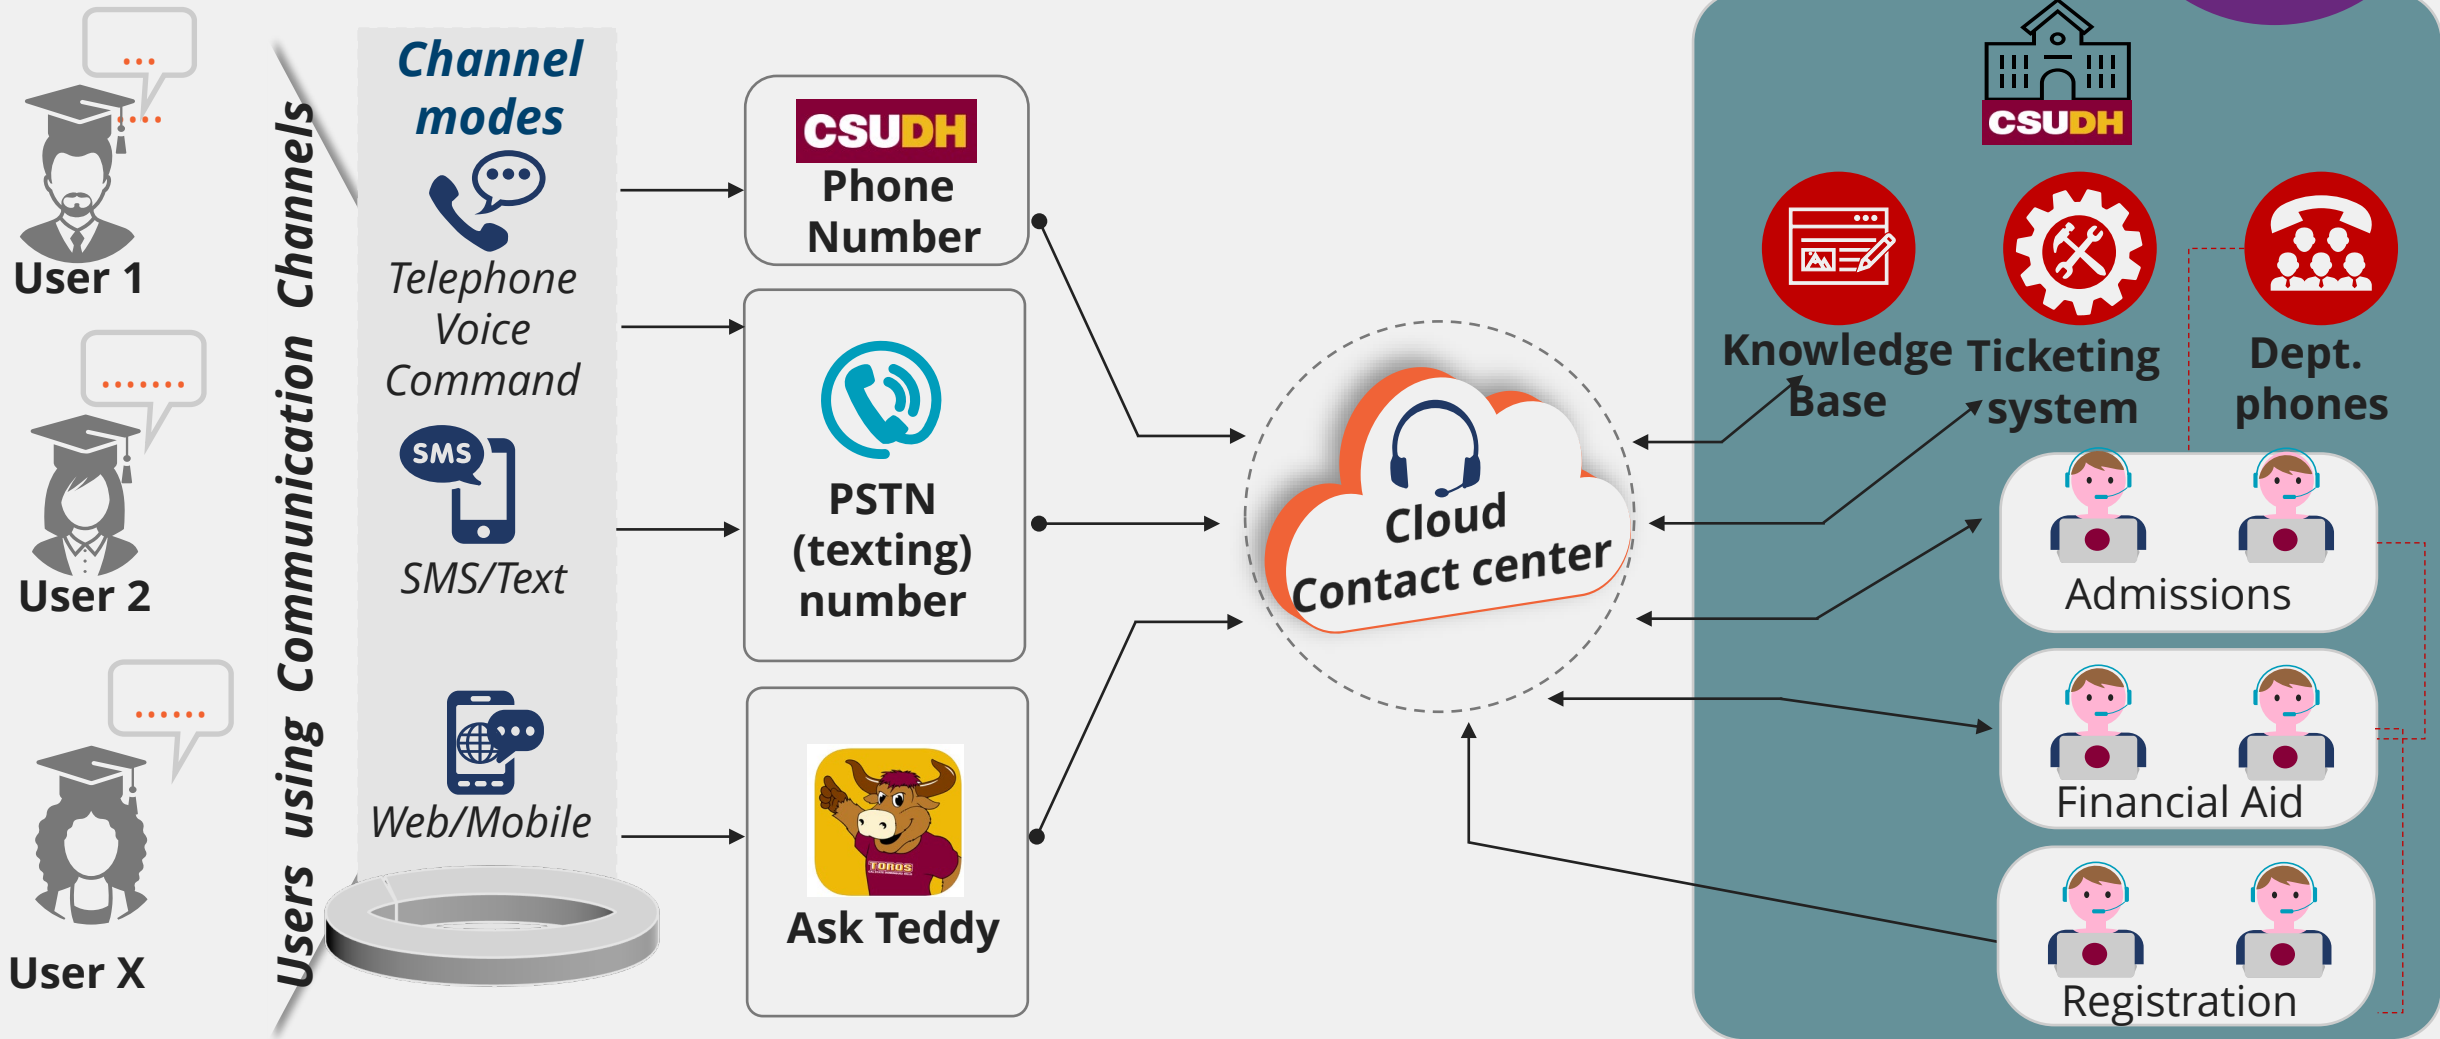 User 1
User 2
User X
Users using Communication Channels
Channel
modes
Telephone
Voice
Command
SMS
SMS/Text
Web/Mobile
CSUDH
Phone
Number
PSTN
(texting)
number
TOROS
Ask Teddy
Cloud
Contact center
CSUDH
Knowledge
Base
Ticketing
system
Dept.
phones
Admissions
Financial Aid
Registration